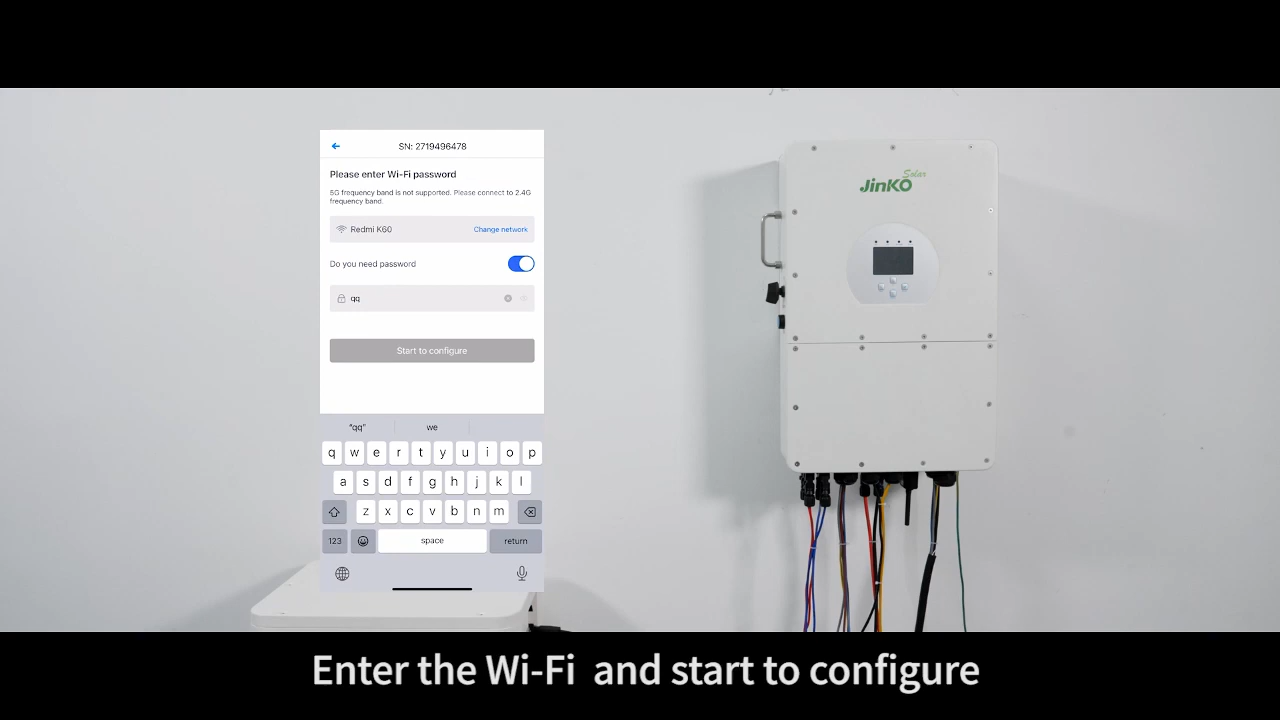 SN: 2719496478
Please enter Wi-Fi password
5G frequency band is not supported. Please connect to 2.4G
frequency band.
Redmi K60
Change network
Do you need password
qq
Start to configure
"qq"
we
q w e r t y u i o p
a s d f g h j k l
z x c v b n m
123
space
return
Solar
JinKO
Enter the Wi-Fi and start to configure